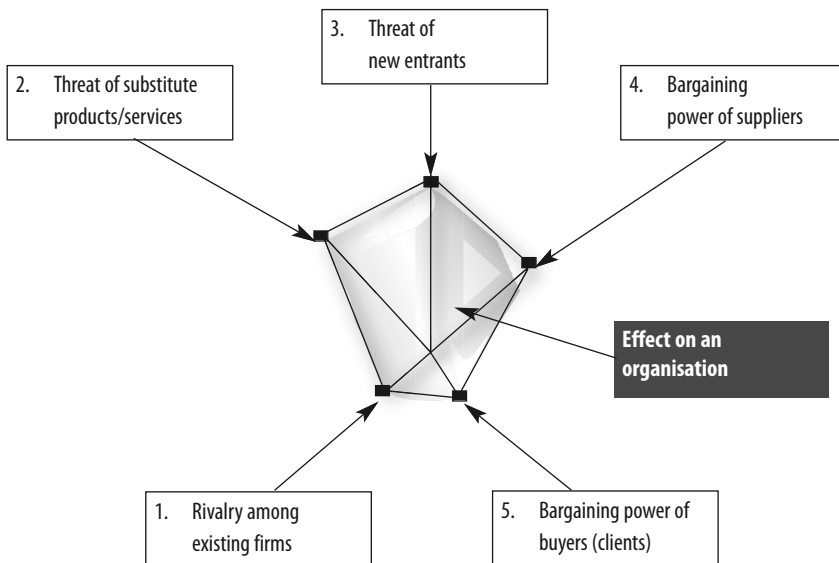 3. Threat of
new entrants
2. Threat of substitute
products/services
4. Bargaining
power of suppliers
Effect on an
organisation
1. Rivalry among
existing firms
5. Bargaining power of
buyers (clients)